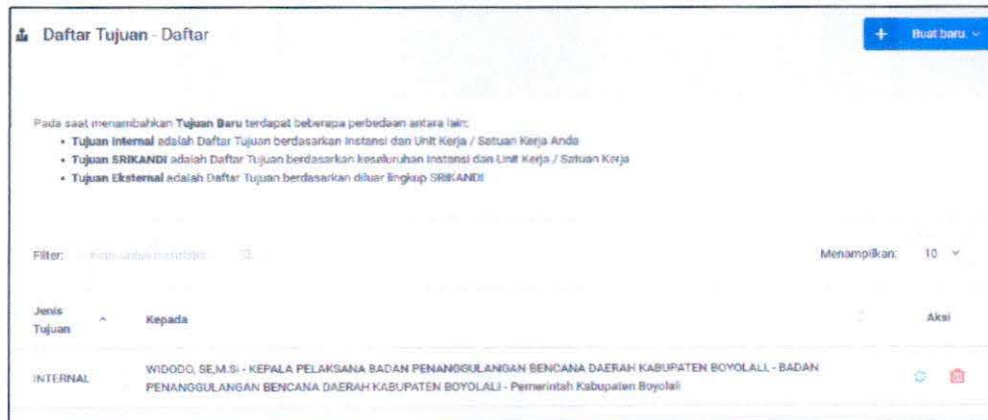 Daftar Tujuan - Daftar
+ Buat baru
Pada saat menambahkan Tujuan Baru terdapat beberapa perbedaan antara lain:
• Tujuan Internal adalah Daftar Tujuan berdasarkan Instansi dan Unit Kerja / Satuan Kerja Anda
• Tujuan SRIKANDI adalah Daftar Tujuan berdasarkan keseluruhan Instansi dan Unit Kerja / Satuan Kerja
• Tujuan Eksternal adalah Daftar Tujuan berdasarkan diluar lingkup SRIKANDI
Filter:
Menampilkan: 10
Jenis
Tujuan
Kepada
Aksi
INTERNAL
WIDODO, SE,M.Si - KEPALA PELAKSANA BADAN PENANGGULANGAN BENCANA DAERAH KABUPATEN BOYOLALI, - BADAN
PENANGGULANGAN BENCANA DAERAH KABUPATEN BOYOLALI - Pemerintah Kabupaten Boyolali